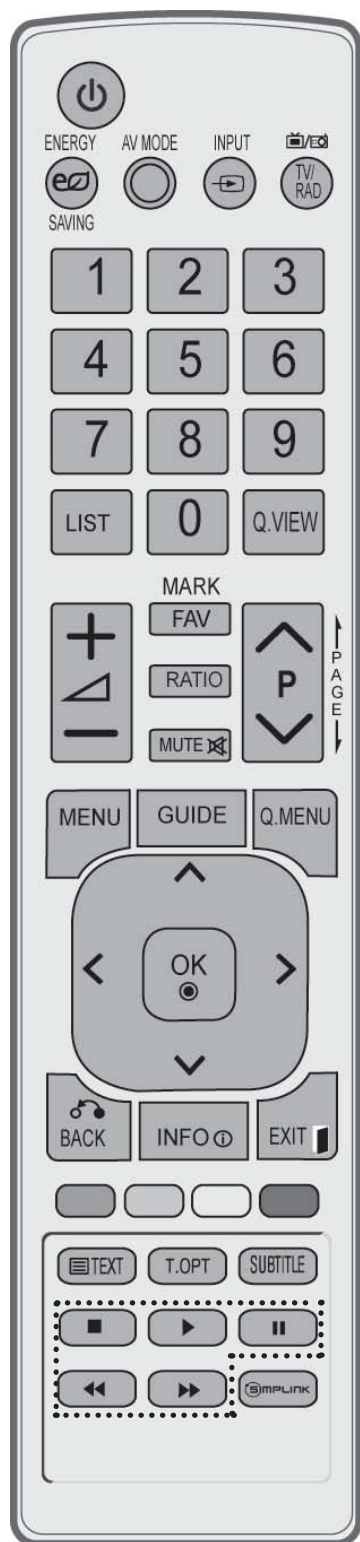 ENERGY AV MODE INPUT
TV/
RAD
SAVING
1 2 3
4 5 6
7 8 9
LIST 0 Q.VIEW
MARK
FAV
RATIO
P
PAGE
MUTE
MENU GUIDE Q.MENU
OK
BACK INFO EXIT
TEXT T.OPT SUBTITLE
SIMPLINK